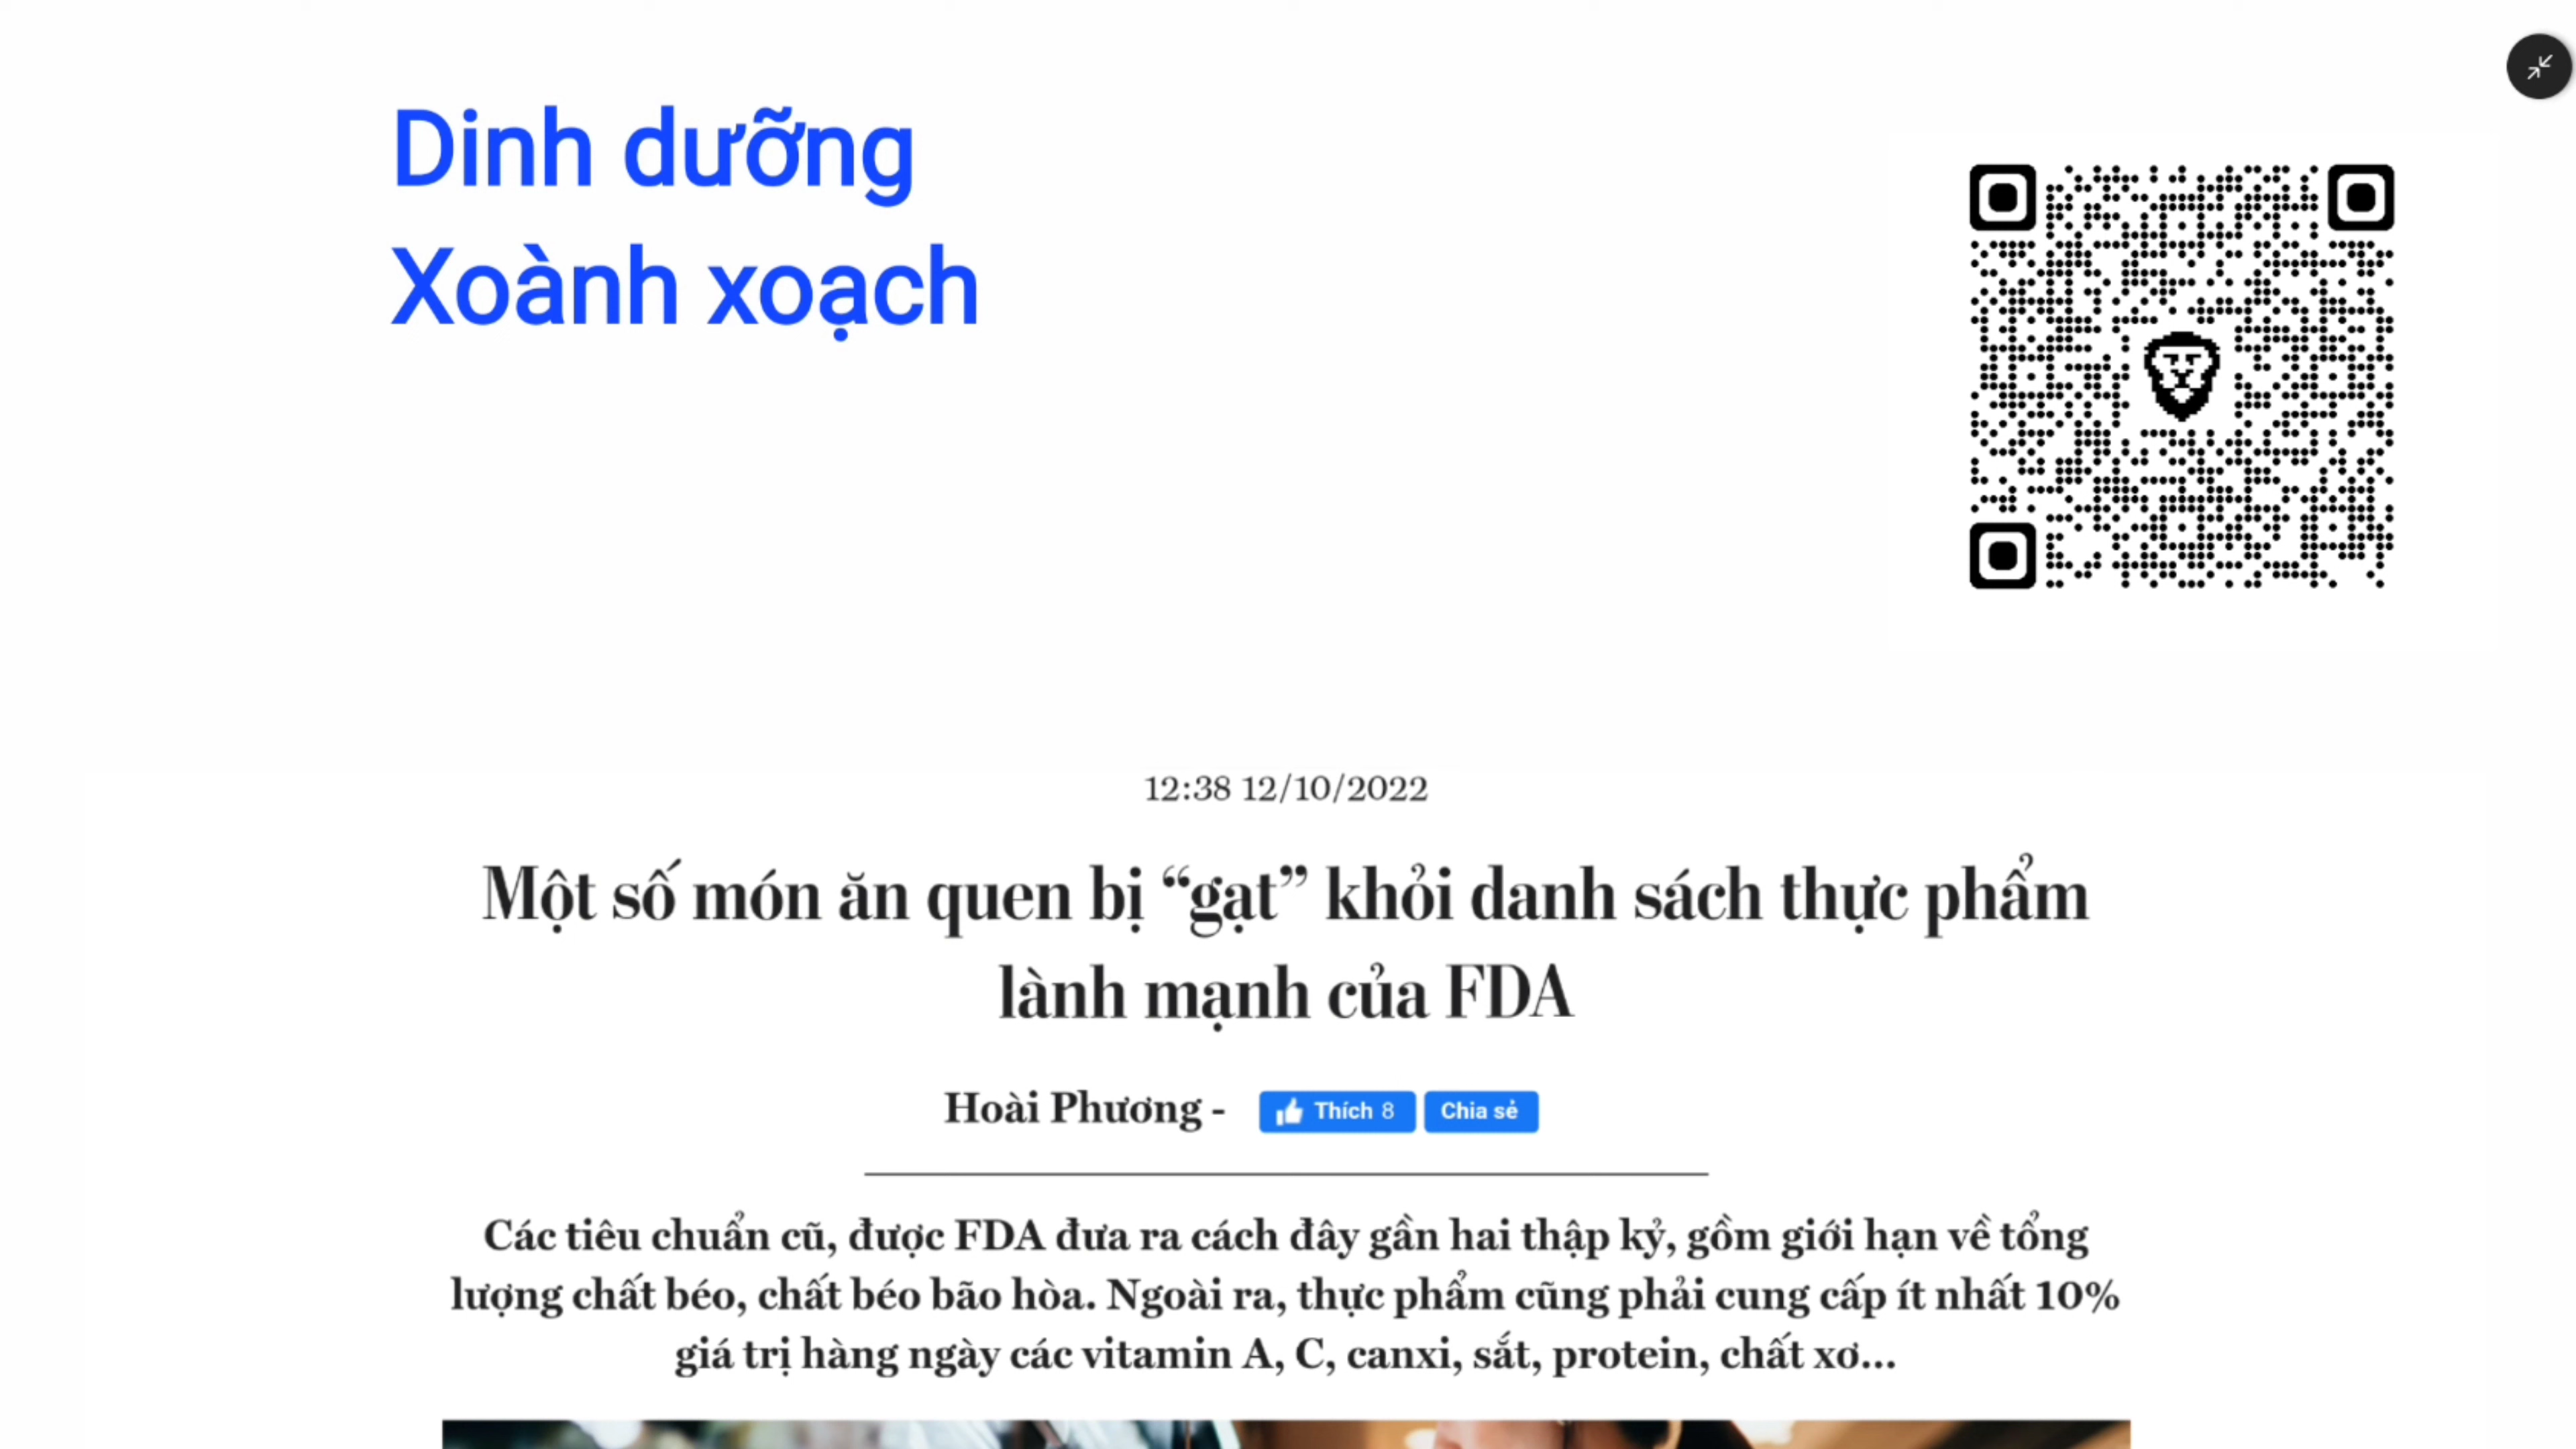 Dinh dưỡng
Xoành xoạch
12:38 12/10/2022
Một số món ăn quen bị “gạt” khỏi danh sách thực phẩm
lành mạnh của FDA
Hoài Phương - Thích 8 Chia sẻ
Các tiêu chuẩn cũ, được FDA đưa ra cách đây gần hai thập kỷ, gồm giới hạn về tổng
lượng chất béo, chất béo bão hòa. Ngoài ra, thực phẩm cũng phải cung cấp ít nhất 10%
giá trị hàng ngày các vitamin A, C, canxi, sắt, protein, chất xơ...